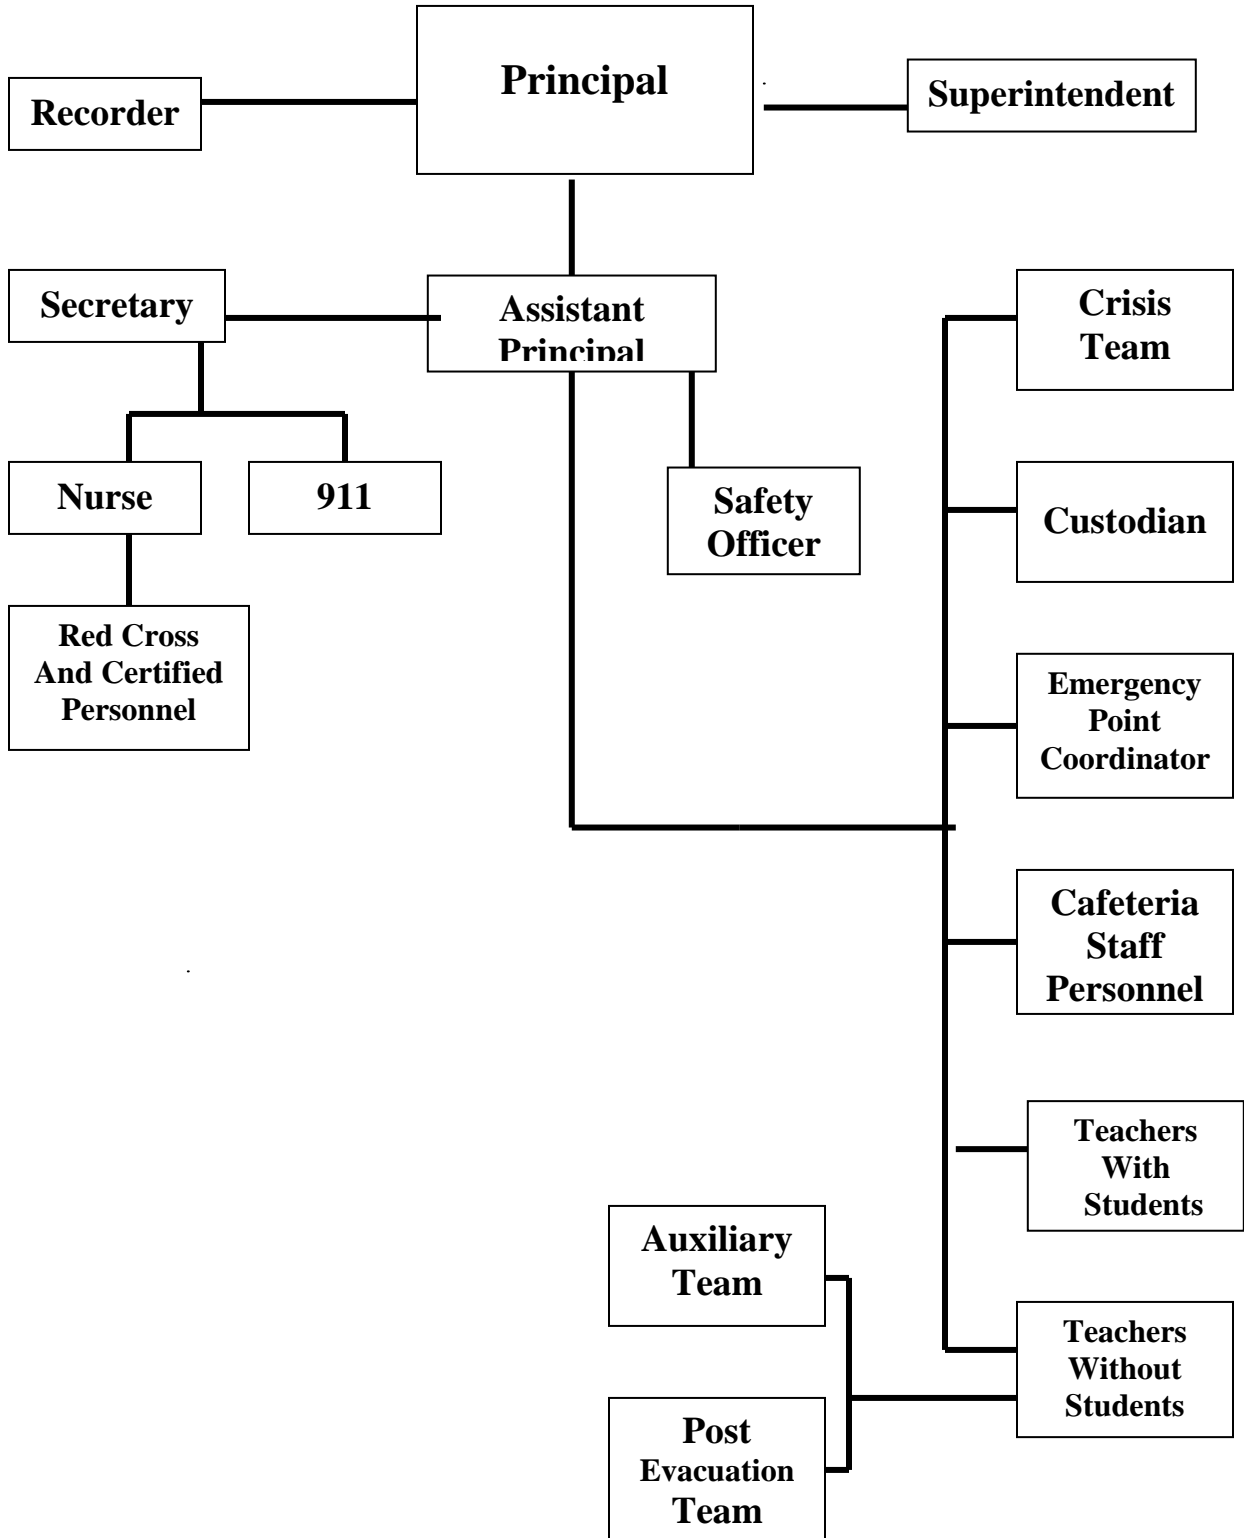 Principal
Recorder
Superintendent
Secretary
Assistant
Principal
Crisis
Team
Nurse
911
Safety
Officer
Custodian
Red Cross
And Certified
Personnel
Emergency
Point
Coordinator
Cafeteria
Staff
Personnel
Teachers
With
Students
Auxiliary
Team
Teachers
Without
Students
Post
Evacuation
Team